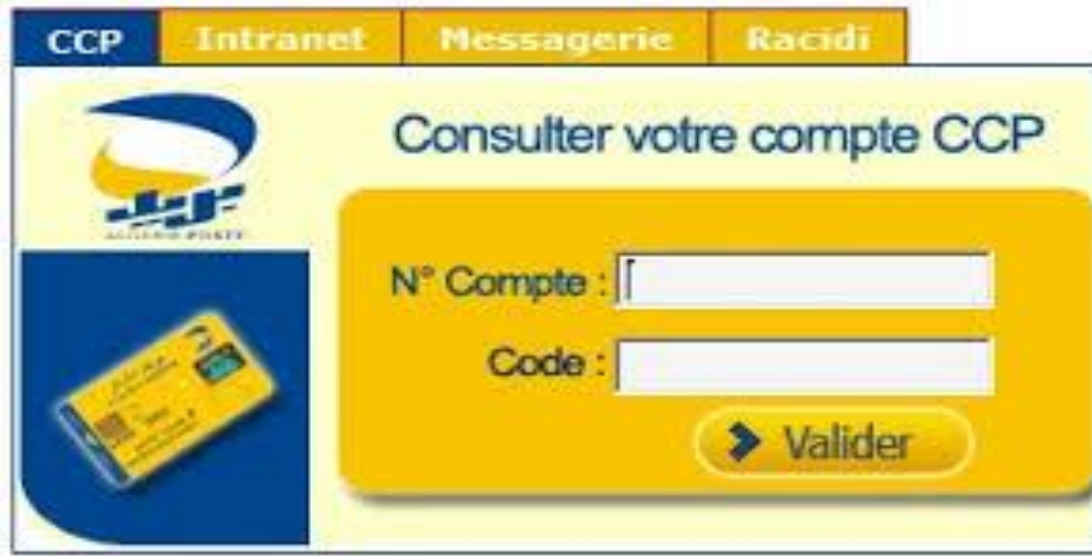 CCP Intranet Messagerie Racidi
Consulter votre compte CCP
N° Compte :
Code :
Valider